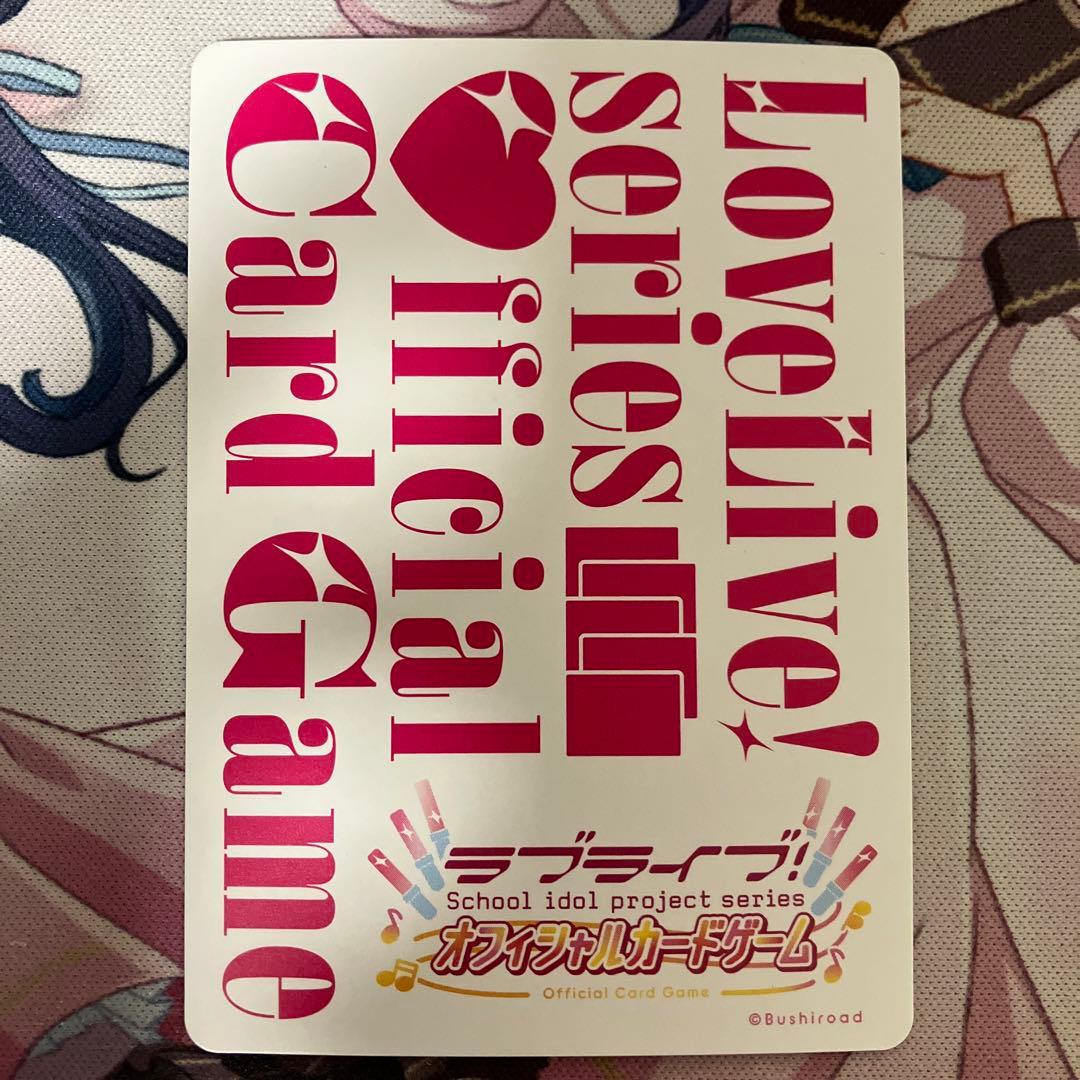 LoveLive!
series
♥fficial
Card Game
ラブライブ!
School idol project series
オフィシャルカードゲーム
Official Card Game
©Bushiroad